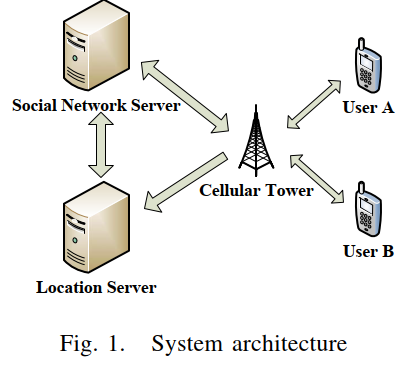 Social Network Server
User A
Cellular Tower
User B
Location Server
Fig. 1. System architecture